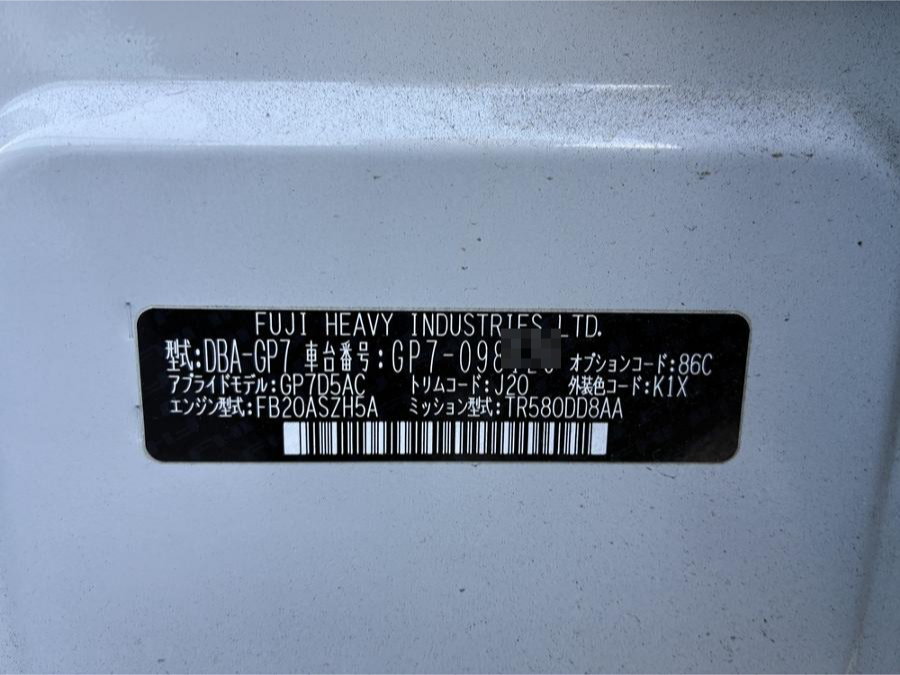 FUJI HEAVY INDUSTRIES LTD.
型式:DBA-GP7 車台番号:GP7-098 オプションコード:86C
アプライドモデル:GP7D5AC トリムコード:J20 外装色コード:K1X
エンジン型式:FB20ASZH5A ミッション型式:TR580DD8AA